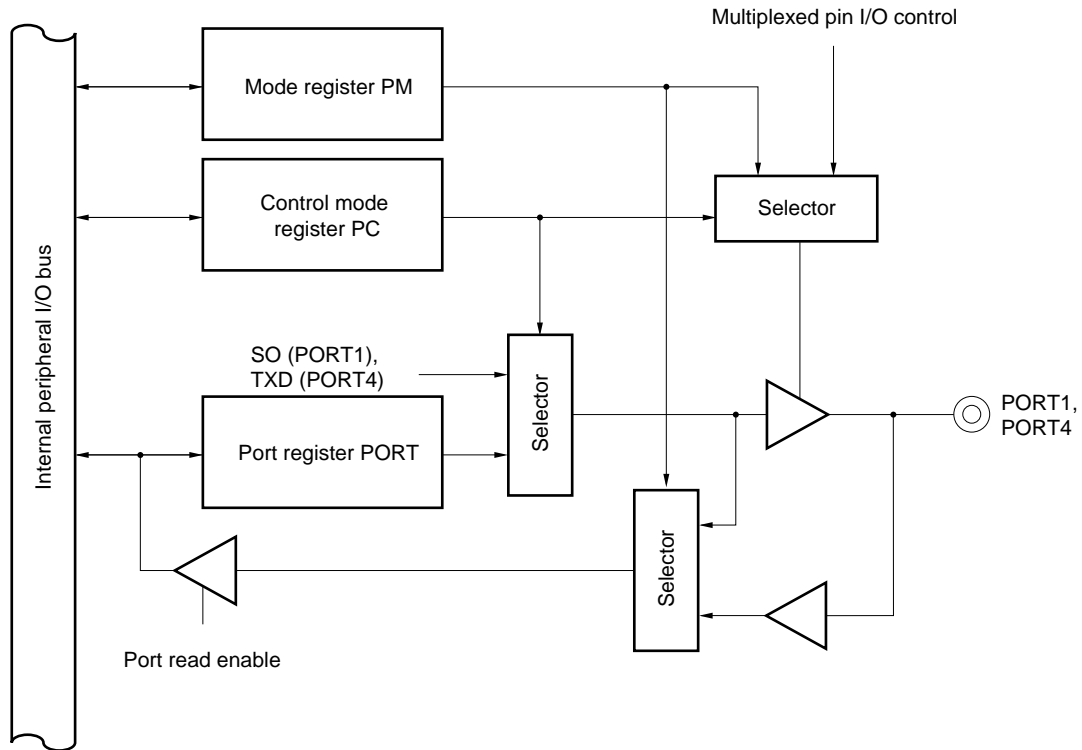 Multiplexed pin I/O control
Mode register PM
Control mode
register PC
Selector
Internal peripheral I/O bus
SO (PORT1),
TXD (PORT4)
Selector
PORT1,
PORT4
Port register PORT
Selector
Port read enable